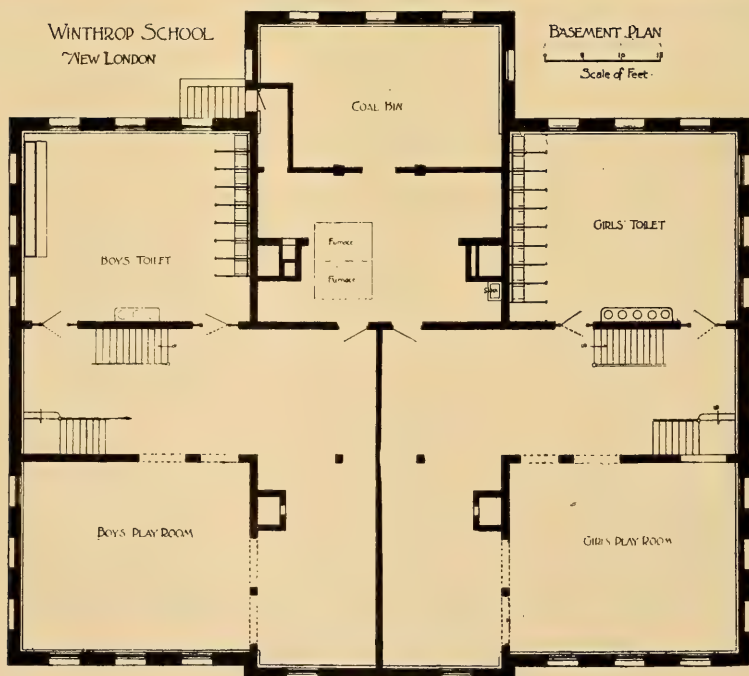 WINTHROP SCHOOL
NEW LONDON
BASEMENT PLAN
Scale of Feet
COAL BIN
BOYS TOILET
GIRLS' TOILET
Furnace
Furnace
Sink
BOYS PLAY ROOM
GIRLS PLAY ROOM